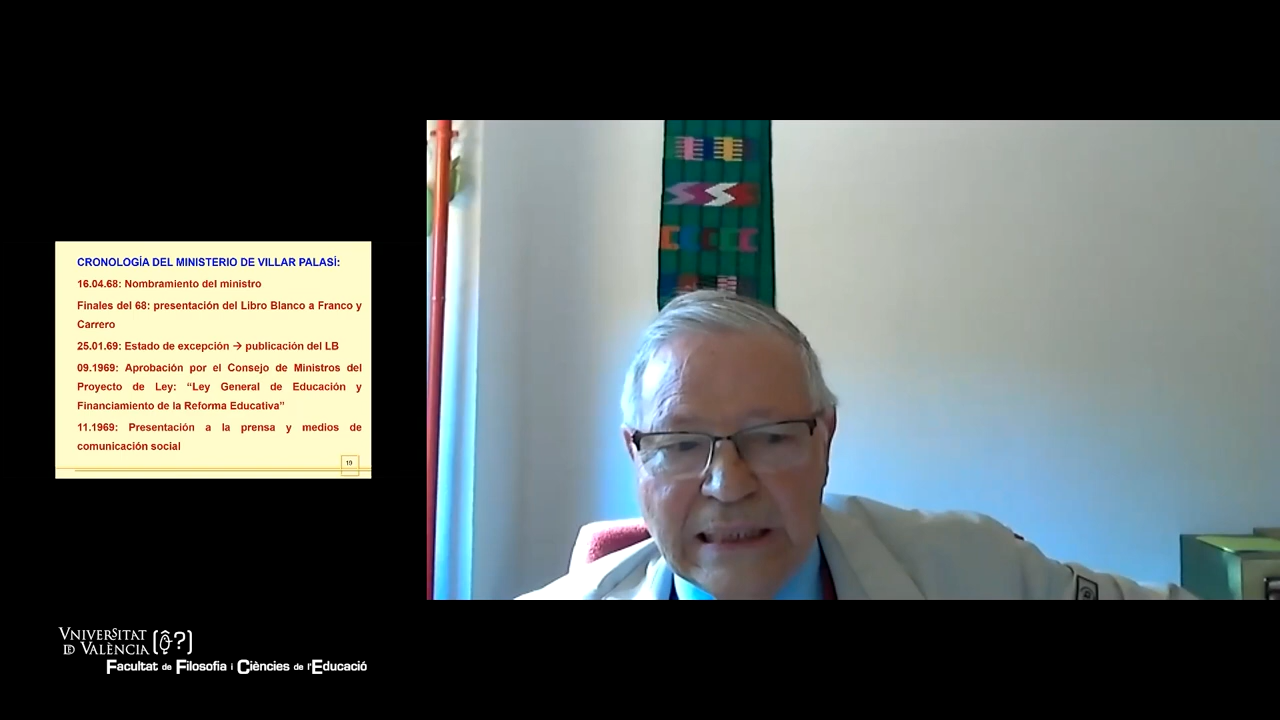 CRONOLOGÍA DEL MINISTERIO DE VILLAR PALASÍ:
16.04.68: Nombramiento del ministro
Finales del 68: presentación del Libro Blanco a Franco y
Carrero
25.01.69: Estado de excepción → publicación del LB
09.1969: Aprobación por el Consejo de Ministros del
Proyecto de Ley: “Ley General de Educación y
Financiamiento de la Reforma Educativa”
11.1969: Presentación a la prensa y medios de
comunicación social
19
VNIVERSITAT
D VALÈNCIA
Facultat de Filosofia i Ciències de l'Educació